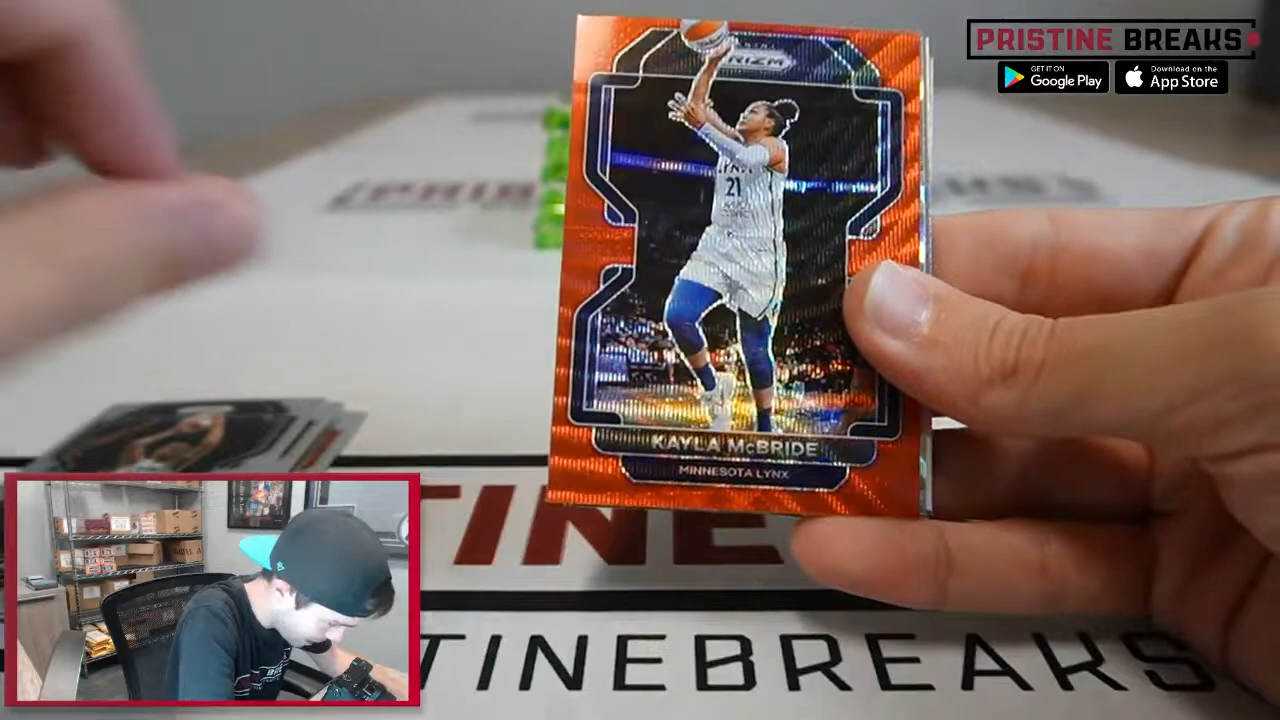 PRISTINE BREAKS
GET IT ON
Google Play
Download on the
App Store
PRIZM
LYNX
21
KAYLA McBRIDE
MINNESOTA LYNX
TINE
TINEBREAKS